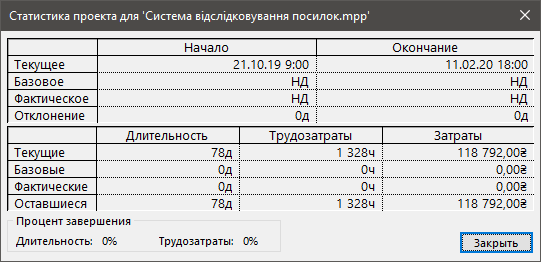 Статистика проекта для 'Система відслідковування посилок.mpp'
Начало Окончание
Текущее 21.10.19 9:00 11.02.20 18:00
Базовое НД НД
Фактическое НД НД
Отклонение 0д 0д
Длительность Трудозатраты Затраты
Текущие 78д 1 328ч 118 792,00₴
Базовые 0д 0ч 0,00₴
Фактические 0д 0ч 0,00₴
Оставшиеся 78д 1 328ч 118 792,00₴
Процент завершения
Длительность: 0% Трудозатраты: 0%
Закрыть